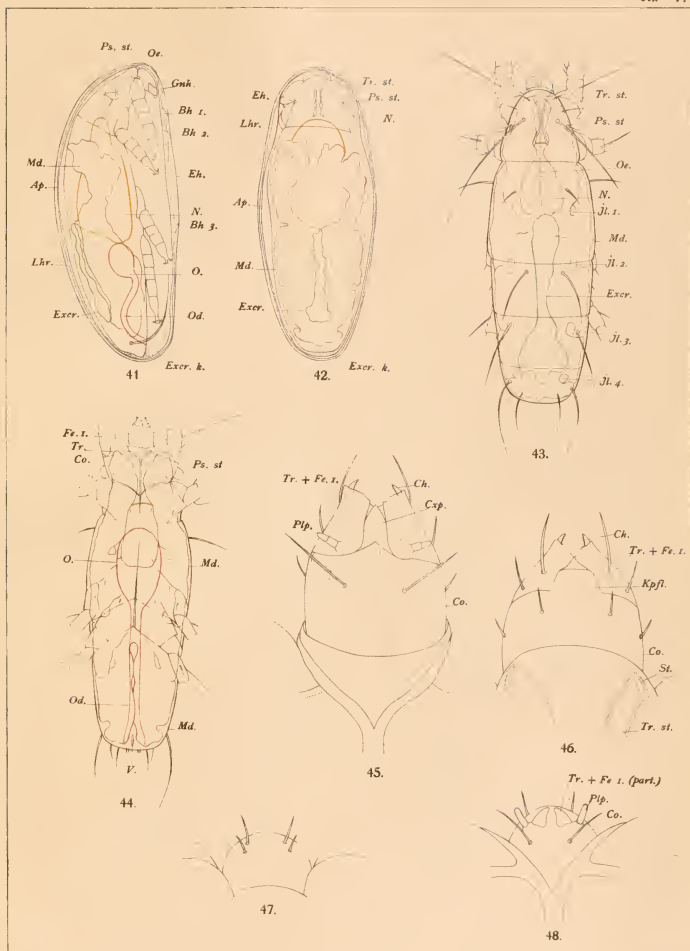 Ps. st.
Oe.
Gnh.
Bh 1.
Bh 2.
Md.
Ap.
Eh.
N.
Bh 3.
Lhr.
O.
Excr.
Od.
Excr. k.
41
Tr. st.
Eh.
Ps. st.
Lhr.
N.
Ap.
Md.
Excr.
Excr. k.
42.
Tr. st.
Ps. st
Oe.
N.
jl. 1.
Md.
jl. 2.
Excr.
jl. 3.
jl. 4.
43.
Fe. 1.
Tr.
Co.
Ps. st
O.
Md.
Od.
Md.
V.
44.
Tr. + Fe. 1.
Ch.
Cxp.
Plp.
Co.
45.
Ch.
Tr. + Fe. 1.
Kpfl.
Co.
St.
Tr. st.
46.
47.
Tr. + Fe 1. (part.)
Plp.
Co.
48.